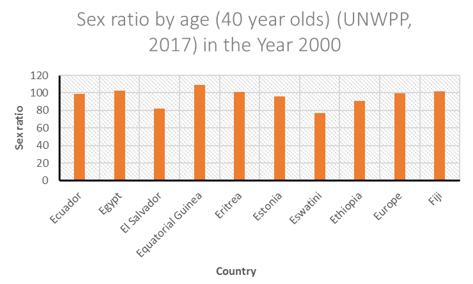 Sex ratio by age (40 year olds) (UNWPP,
2017) in the Year 2000
120
100
80
60
40
20
0
Sex ratio
Ecuador
Egypt
El Salvador
Equatorial Guinea
Eritrea
Estonia
Eswatini
Ethiopia
Europe
Fiji
Country